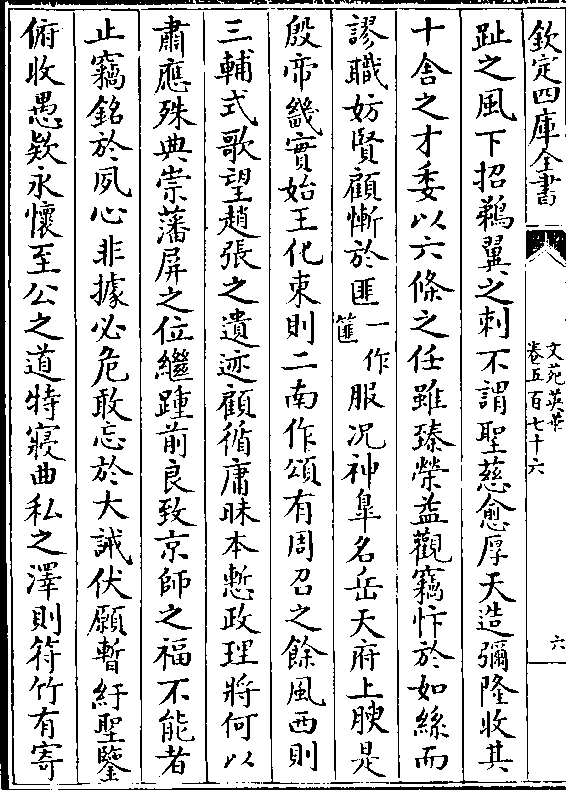 欽定四庫全書
文苑英華
卷五百七十六
六
趾之風下招鵜翼之刺不謂聖慈愈厚天造彌隆收其
十舍之才委以六條之任雖臻榮益觀竊忭於如絲而
謬職妨賢顧慚於匪一作篚服況神臯名岳天府上腴是
殷帝畿實始王化東則二南作頌有周召之餘風西則
三輔式歌望趙張之遺迹顧循庸昧本慙政理將何以
肅應殊典崇藩屏之位繼踵前良致京師之福不能者
止竊銘於夙心非據必危敢忘於大誡伏願暫紆聖鑒
俯收愚欵永懷至公之道特寢曲私之澤則符竹有寄